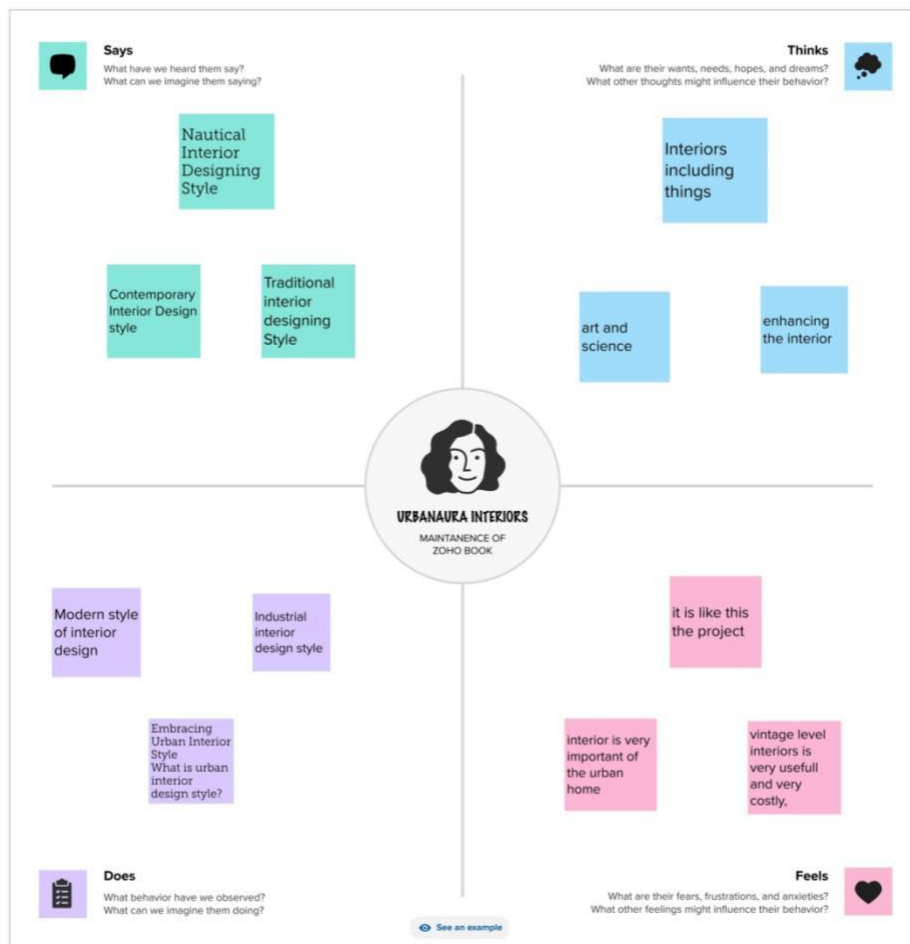 Says
What have we heard them say?
What can we imagine them saying?
Thinks
What are their wants, needs, hopes, and dreams?
What other thoughts might influence their behavior?
Nautical
Interior
Designing
Style
Contemporary
Interior Design
style
Traditional
interior
designing
Style
Interiors
including
things
art and
science
enhancing
the interior
URBANAURA INTERIORS
MAINTANENCE OF
ZOHO BOOK
Modern style
of interior
design
Industrial
interior
design style
Embracing
Urban Interior
Style
What is urban
interior
design style?
it is like this
the project
interior is very
important of
the urban
home
vintage level
interiors is
very usefull
and very
costly,
Does
What behavior have we observed?
What can we imagine them doing?
Feels
What are their fears, frustrations, and anxieties?
What other feelings might influence their behavior?
See an example